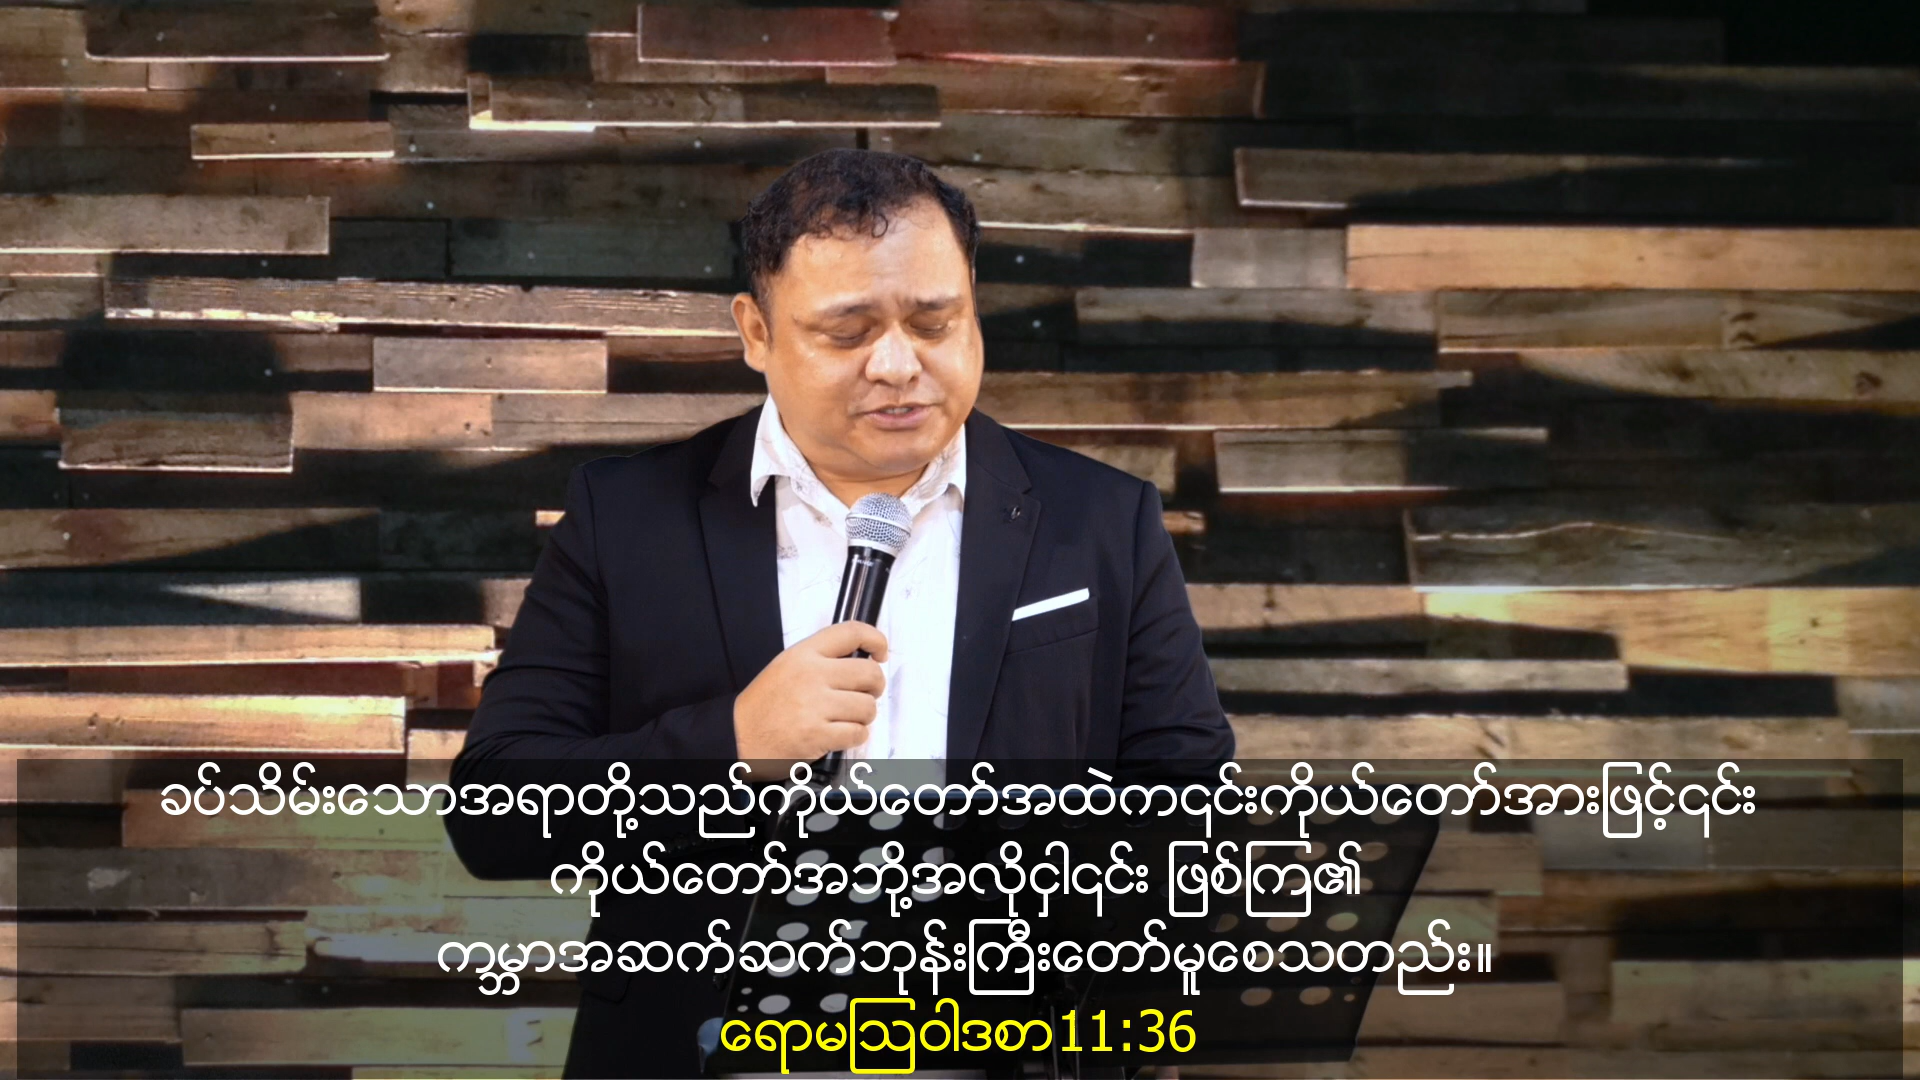 ခပ်သိမ်းသောအရာတို့သည်ကိုယ်တော်အထဲက၎င်းကိုယ်တော်အားဖြင့်၎င်း
ကိုယ်တော်အဘို့အလိုငှါ၎င်း ဖြစ်ကြ၏
ကမ္ဘာအဆက်ဆက်ဘုန်းကြီးတော်မူစေသတည်း။
ရောမဩဝါဒစာ11:36